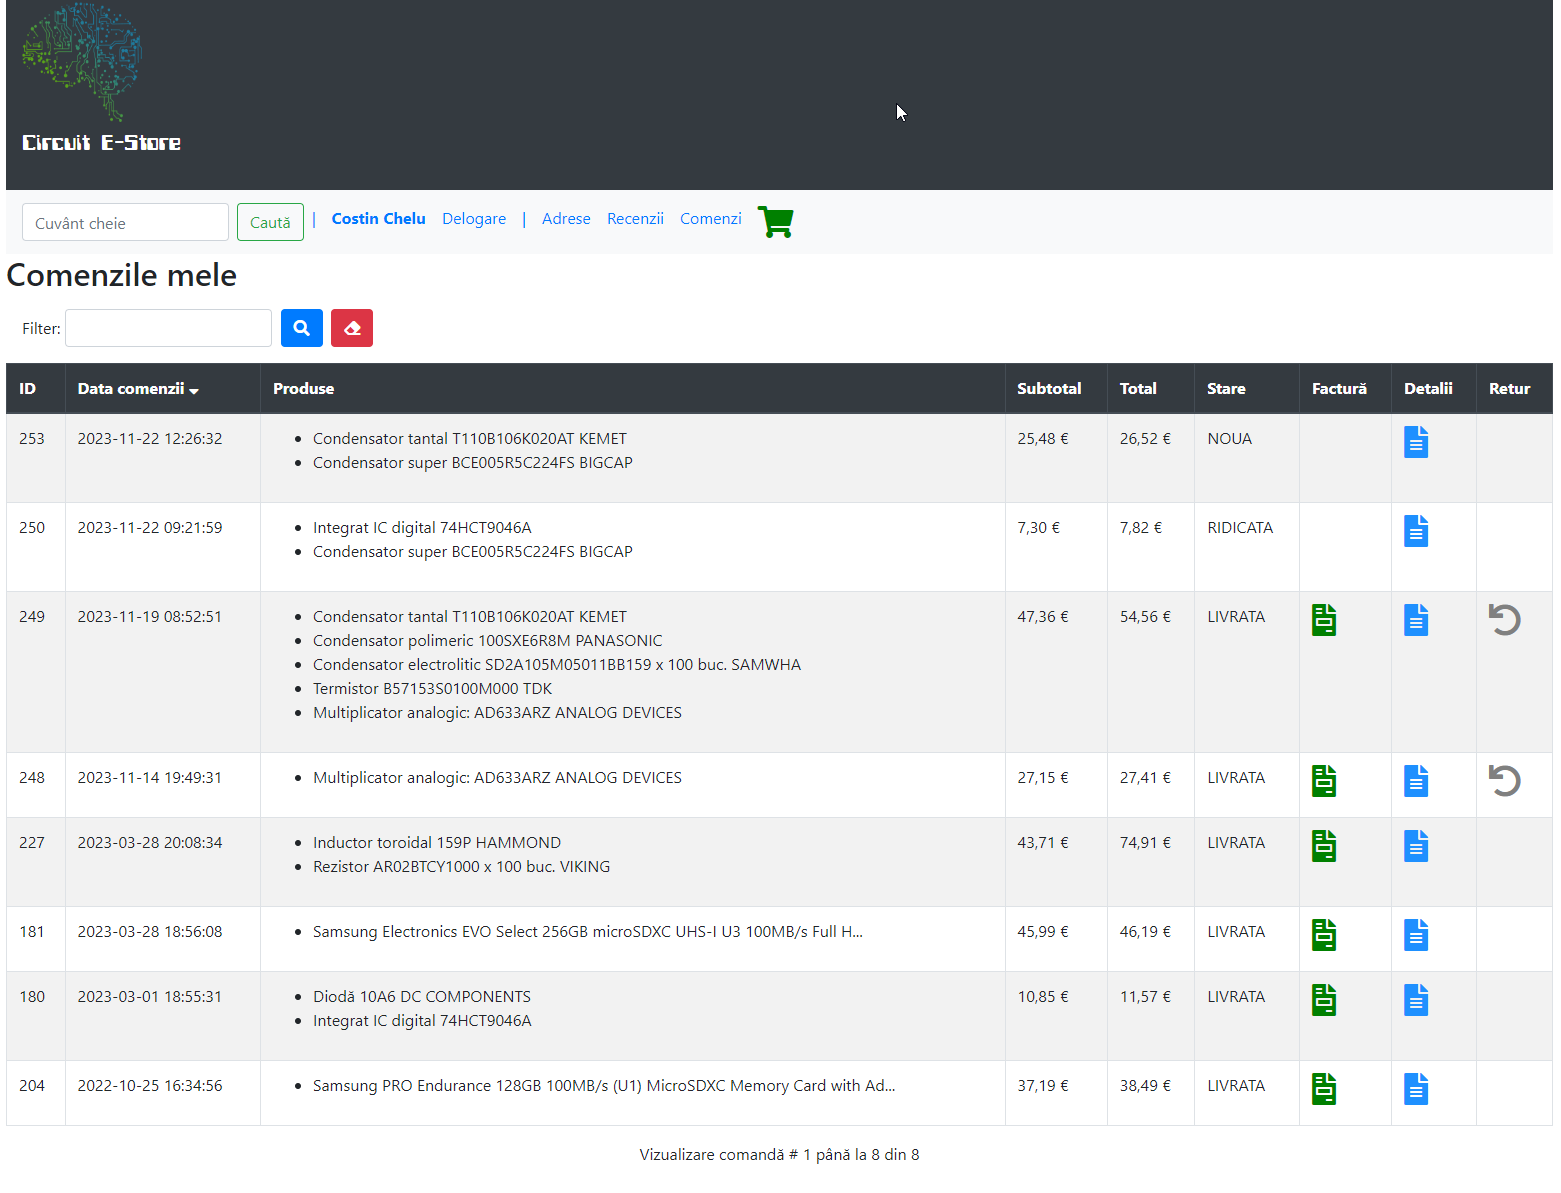 Circuit E-Store
Cuvânt cheie Caută | Costin Chelu Delogare | Adrese Recenzii Comenzi
Comenzile mele
Filter:
ID Data comenzii Produse Subtotal Total Stare Factură Detalii Retur
253 2023-11-22 12:26:32 • Condensator tantal T110B106K020AT KEMET 25,48 € 26,52 € NOUA
• Condensator super BCE005R5C224FS BIGCAP
250 2023-11-22 09:21:59 • Integrat IC digital 74HCT9046A 7,30 € 7,82 € RIDICATA
• Condensator super BCE005R5C224FS BIGCAP
249 2023-11-19 08:52:51 • Condensator tantal T110B106K020AT KEMET 47,36 € 54,56 € LIVRATA
• Condensator polimeric 100SXE6R8M PANASONIC
• Condensator electrolitic SD2A105M05011BB159 x 100 buc. SAMWHA
• Termistor B57153S0100M000 TDK
• Multiplicator analogic: AD633ARZ ANALOG DEVICES
248 2023-11-14 19:49:31 • Multiplicator analogic: AD633ARZ ANALOG DEVICES 27,15 € 27,41 € LIVRATA
227 2023-03-28 20:08:34 • Inductor toroidal 159P HAMMOND 43,71 € 74,91 € LIVRATA
• Rezistor AR02BTCY1000 x 100 buc. VIKING
181 2023-03-28 18:56:08 • Samsung Electronics EVO Select 256GB microSDXC UHS-I U3 100MB/s Full H... 45,99 € 46,19 € LIVRATA
180 2023-03-01 18:55:31 • Diodă 10A6 DC COMPONENTS 10,85 € 11,57 € LIVRATA
• Integrat IC digital 74HCT9046A
204 2022-10-25 16:34:56 • Samsung PRO Endurance 128GB 100MB/s (U1) MicroSDXC Memory Card with Ad... 37,19 € 38,49 € LIVRATA
Vizualizare comandă # 1 până la 8 din 8